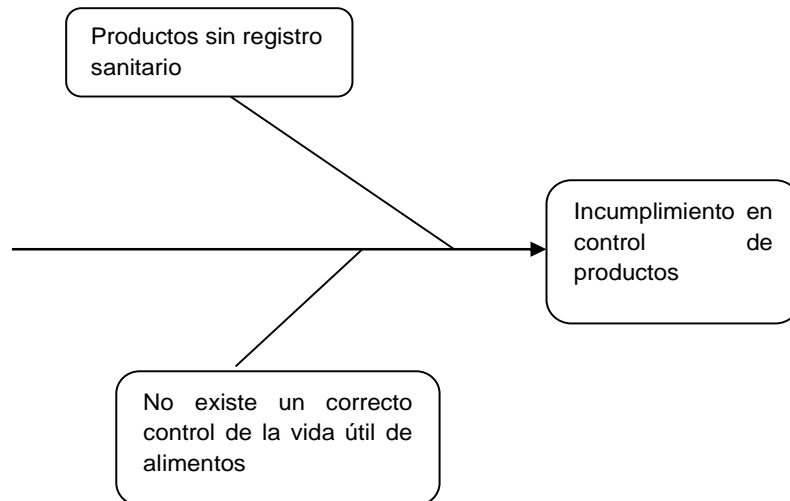 Productos sin registro
sanitario
Incumplimiento en
control de
productos
No existe un correcto
control de la vida útil de
alimentos